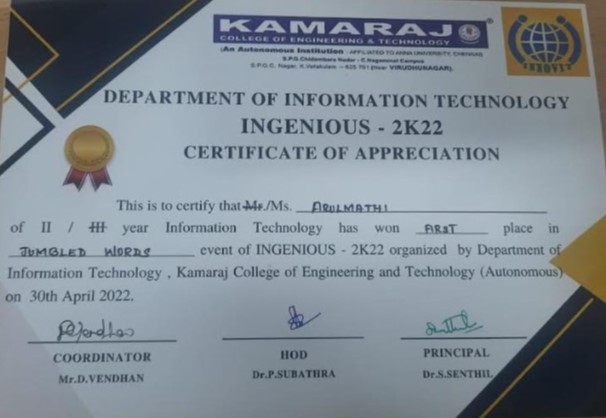 KAMARAJ
COLLEGE OF ENGINEERING & TECHNOLOGY
An Autonomous Institution - AFFILIATED TO ANNA UNIVERSITY, CHENNAI
S.P.G. Chidambara Nadar - C.Nagammal Campus
S.P.G.C. Nagar, K.Vellakulam - 625 701 (Near VIRUDHUNAGAR).
DEPARTMENT OF INFORMATION TECHNOLOGY
INGENIOUS - 2K22
CERTIFICATE OF APPRECIATION
This is to certify that Mr./Ms. ARULMATHI
of II / III year Information Technology has won FIRST place in
JUMBLED WORDS event of INGENIOUS - 2K22 organized by Department of
Information Technology , Kamaraj College of Engineering and Technology (Autonomous)
on 30th April 2022.
COORDINATOR HOD PRINCIPAL
Mr.D.VENDHAN Dr.P.SUBATHRA Dr.S.SENTHIL